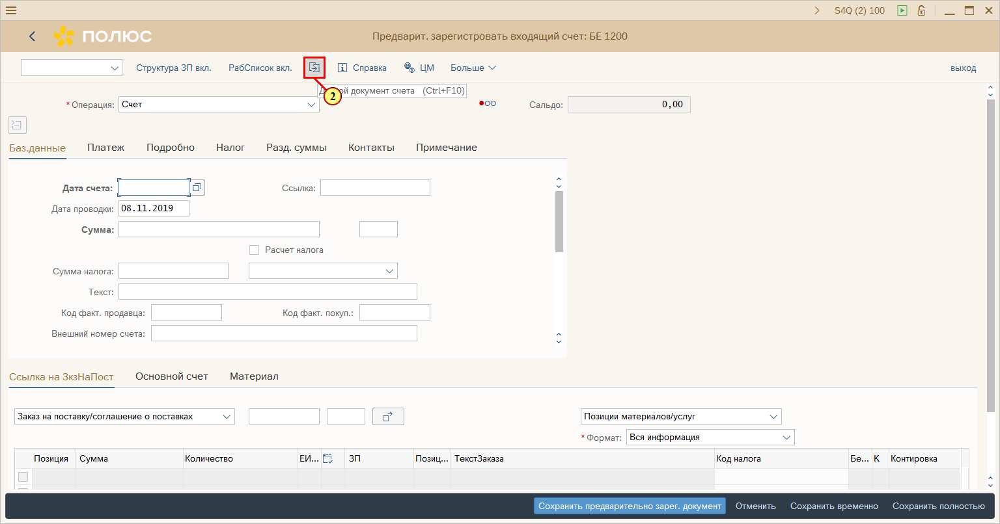 S4Q (2) 100
ПОЛЮС
Предварит. зарегистровать входящий счет: БЕ 1200
Структура ЗП вкл. РабСписок вкл. Справка ЦМ Больше выход
документ счета (Ctrl+F10)
2
* Операция: Счет Сальдо: 0,00
Баз.данные Платеж Подробно Налог Разд. суммы Контакты Примечание
Дата счета: Ссылка:
Дата проводки: 08.11.2019
Сумма:
Расчет налога
Сумма налога:
Текст:
Код факт. продавца: Код факт. покуп.:
Внешний номер счета:
Ссылка на ЗкзНаПост Основной счет Материал
Заказ на поставку/соглашение о поставках Позиции материалов/услуг
* Формат: Вся информация
Позиция Сумма Количество ЕИ... ЗП Позиц... ТекстЗаказа Код налога Бе... К Контировка
Сохранить предварительно зарег. документ Отменить Сохранить временно Сохранить полностью